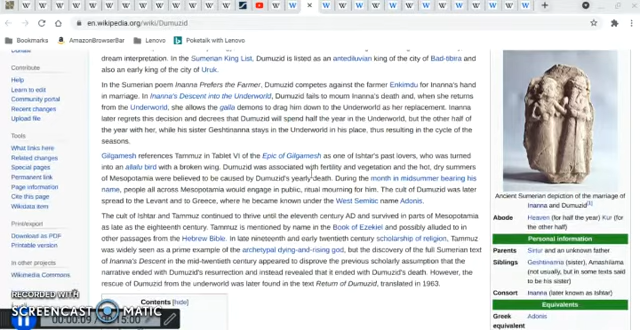 en.wikipedia.org/wiki/Dumuzid
Bookmarks
AmazonBrowserBar
Lenovo
Poketalk - Lenovo
Contribute
Help
Learn to edit
Community portal
Recent changes
Upload file
Tools
What links here
Related changes
Special pages
Permanent link
Page information
Cite this page
Wikidata item
Print/export
Download as PDF
Printable version
In other projects
Wikimedia Commons
dream interpretation. In the Sumerian King List, Dumuzid is listed as an antediluvian king of the city of Bad-tibira and
also an early king of the city of Uruk.
In the Sumerian poem Inanna Prefers the Farmer, Dumuzid competes against the farmer Enkimdu for Inanna's hand
in marriage. In Inanna's Descent into the Underworld, Dumuzid fails to mourn Inanna's death and, when she returns
from the Underworld, she allows the galla demons to drag him down to the Underworld as her replacement. Inanna
later regrets this decision and decrees that Dumuzid will spend half the year in the Underworld, but the other half of
the year with her, while his sister Geshtinanna stays in the Underworld in his place, thus resulting in the cycle of the
seasons.
Gilgamesh references Tammuz in Tablet VI of the Epic of Gilgamesh as one of Ishtar's past lovers, who was turned
into an allalu bird with a broken wing. Dumuzid was associated with fertility and vegetation and the hot, dry summers
of Mesopotamia were believed to be caused by Dumuzid's yearly death. During the month in midsummer bearing his
name, people all across Mesopotamia would engage in public, ritual mourning for him. The cult of Dumuzid was later
spread to the Levant and to Greece, where he became known under the West Semitic name Adonis.
The cult of Ishtar and Tammuz continued to thrive until the eleventh century AD and survived in parts of Mesopotamia
as late as the eighteenth century. Tammuz is mentioned by name in the Book of Ezekiel and possibly alluded to in
other passages from the Hebrew Bible. In late nineteenth and early twentieth century scholarship of religion, Tammuz
was widely seen as a prime example of the archetypal dying-and-rising god, but the discovery of the full Sumerian text
of Inanna's Descent in the mid-twentieth century appeared to disprove the previous scholarly assumption that the
narrative ended with Dumuzid's resurrection and instead revealed that it ended with Dumuzid's death. However, the
rescue of Dumuzid from the underworld was later found in the text Return of Dumuzid, translated in 1963.
Contents [hide]
Ancient Sumerian depiction of the marriage of
Inanna and Dumuzid[1]
Abode Heaven (for half the year) Kur (for
the other half)
Personal information
Parents Sirtur and an unknown father
Siblings Geshtinanna (sister), Amashilama
(not usually, but in some texts said
to be his sister)
Consort Inanna (later known as Ishtar)
Equivalents
Greek Adonis
equivalent
RECORDED WITH
SCREENCAST MATIC
00:00:09
15:00